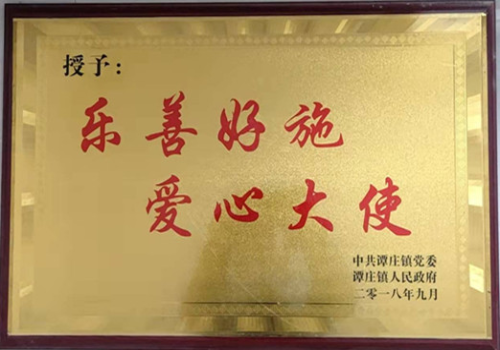 授予：
乐善好施
爱心大使
中共谭庄镇党委
谭庄镇人民政府
二零一八年九月